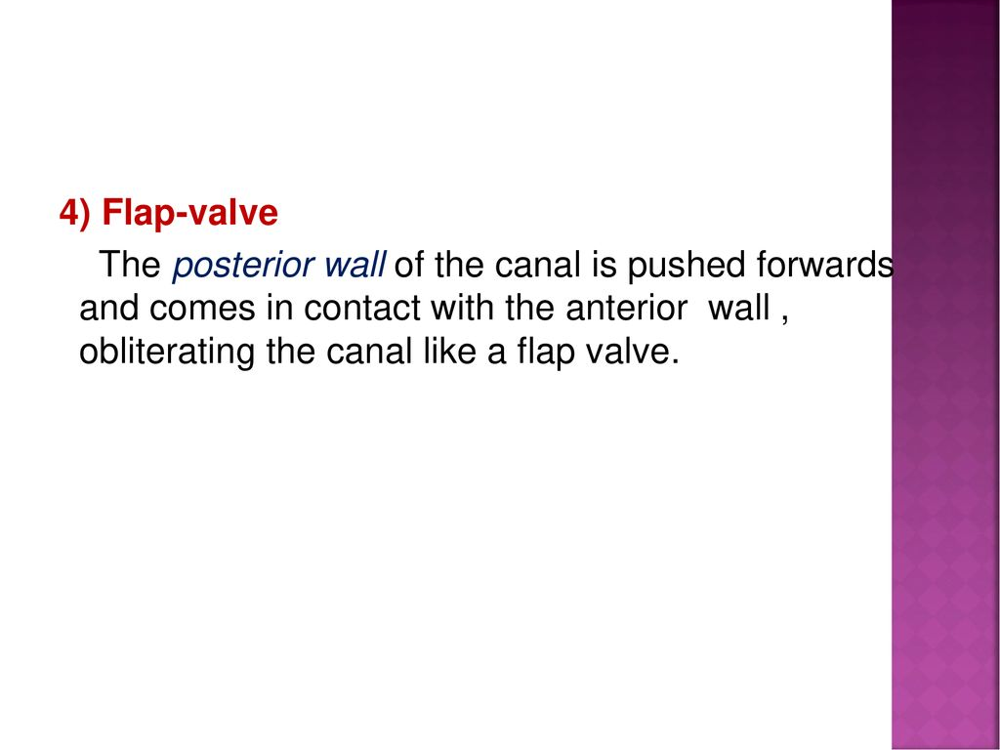 4) Flap-valve
The posterior wall of the canal is pushed forwards
and comes in contact with the anterior  wall ,
obliterating the canal like a flap valve.